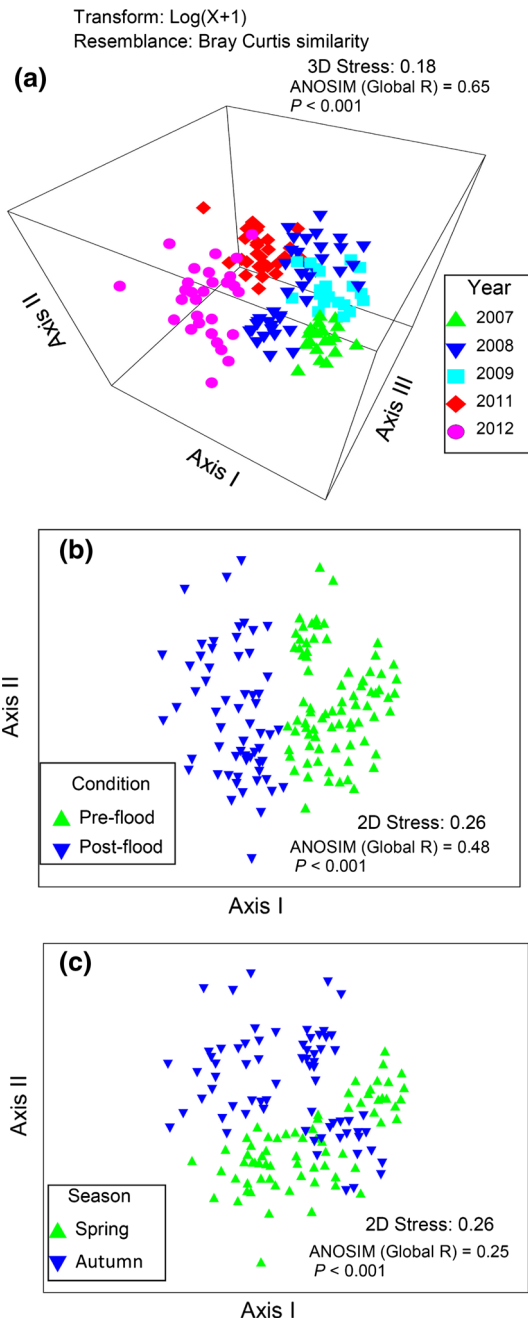 Transform: Log(X+1)
Resemblance: Bray Curtis similarity
(a)
3D Stress: 0.18
ANOSIM (Global R) = 0.65
P < 0.001
Axis II
Axis I
Axis III
Year
2007
2008
2009
2011
2012
(b)
Axis II
Condition
Pre-flood
Post-flood
2D Stress: 0.26
ANOSIM (Global R) = 0.48
P < 0.001
Axis I
(c)
Axis II
Season
Spring
Autumn
2D Stress: 0.26
ANOSIM (Global R) = 0.25
P < 0.001
Axis I